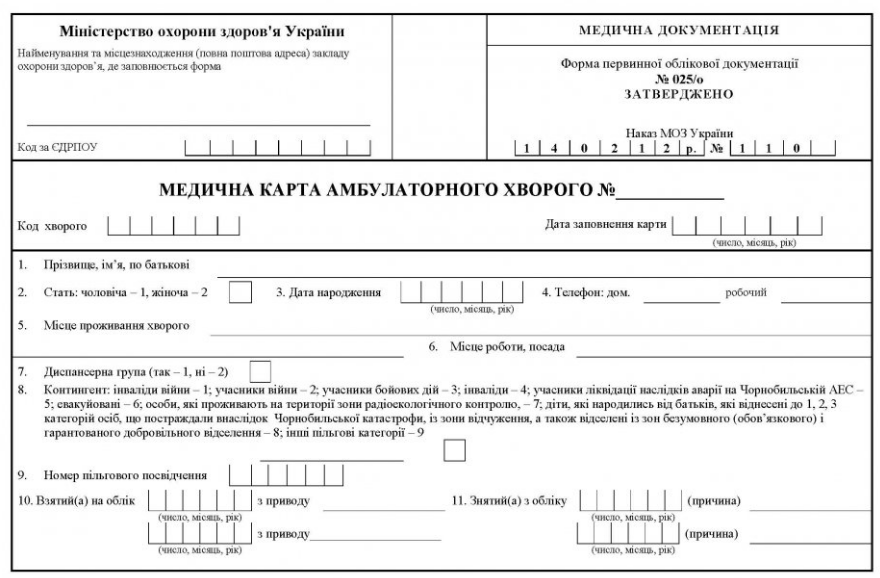 Міністерство охорони здоров'я України
Найменування та місцезнаходження (повна поштова адреса) закладу
охорони здоров'я, де заповнюється форма
Код за ЄДРПОУ
МЕДИЧНА ДОКУМЕНТАЦІЯ
Форма первинної облікової документації
№ 025/о
ЗАТВЕРДЖЕНО
Наказ МОЗ України
1 4 0 2 1 2 р. № 1 1 0
МЕДИЧНА КАРТА АМБУЛАТОРНОГО ХВОРОГО №
Код хворого Дата заповнення карти
(число, місяць, рік)
1. Прізвище, ім'я, по батькові
2. Стать: чоловіча – 1, жіноча – 2 3. Дата народження 4. Телефон: дом. робочий
(число, місяць, рік)
5. Місце проживання хворого
6. Місце роботи, посада
7. Диспансерна група (так – 1, ні – 2)
8. Контингент: інваліди війни – 1; учасники війни – 2; учасники бойових дій – 3; інваліди – 4; учасники ліквідації наслідків аварії на Чорнобильській АЕС –
5; евакуйовані – 6; особи, які проживають на території зони радіоекологічного контролю, – 7; діти, які народились від батьків, які віднесені до 1, 2, 3
категорій осіб, що постраждали внаслідок Чорнобильської катастрофи, із зони відчуження, а також відселені із зон безумовного (обов'язкового) і
гарантованого добровільного відселення – 8; інші пільгові категорії – 9
9. Номер пільгового посвідчення
10. Взятий(а) на облік з приводу 11. Знятий(а) з обліку (причина)
(число, місяць, рік) (число, місяць, рік)
з приводу (причина)
(число, місяць, рік) (число, місяць, рік)